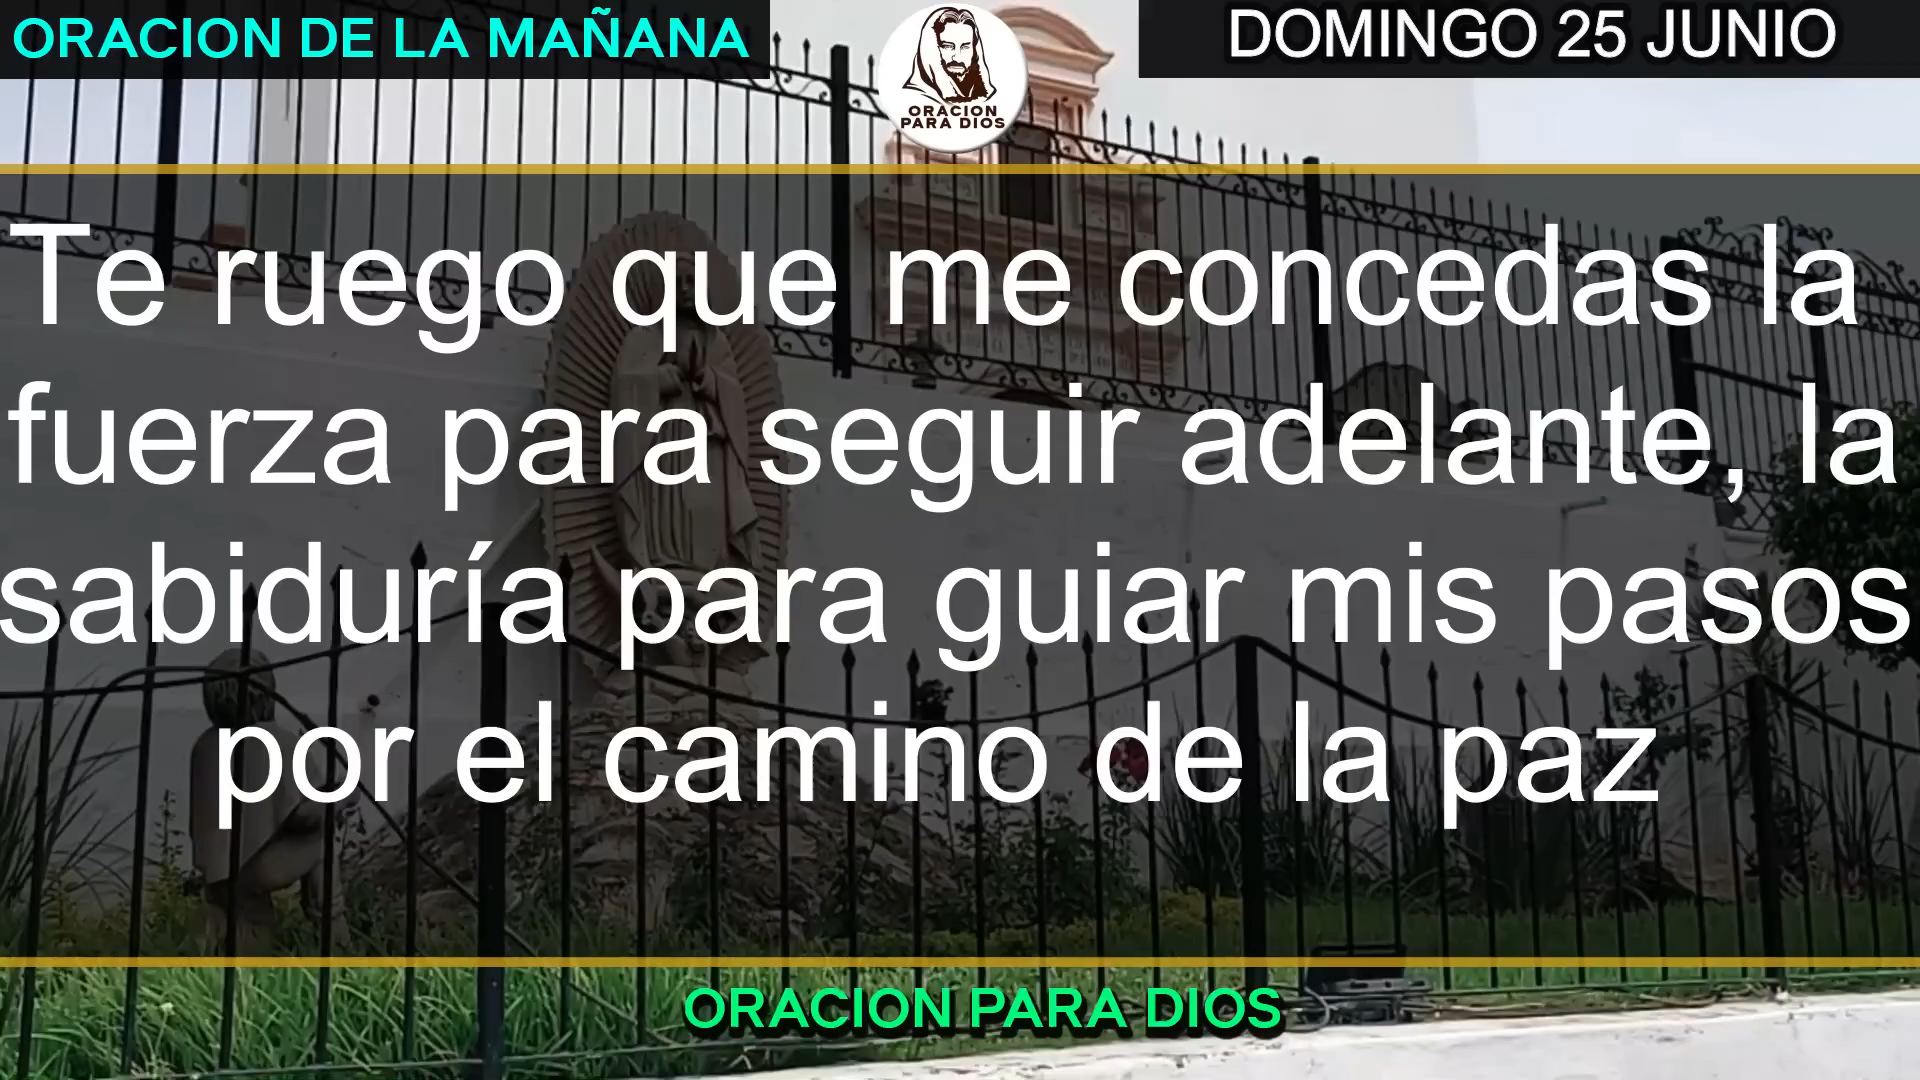 ORACION DE LA MAÑANA
DOMINGO 25 JUNIO
ORACION
PARA DIOS
Te ruego que me concedas la
fuerza para seguir adelante, la
sabiduría para guiar mis pasos
por el camino de la paz
ORACION PARA DIOS